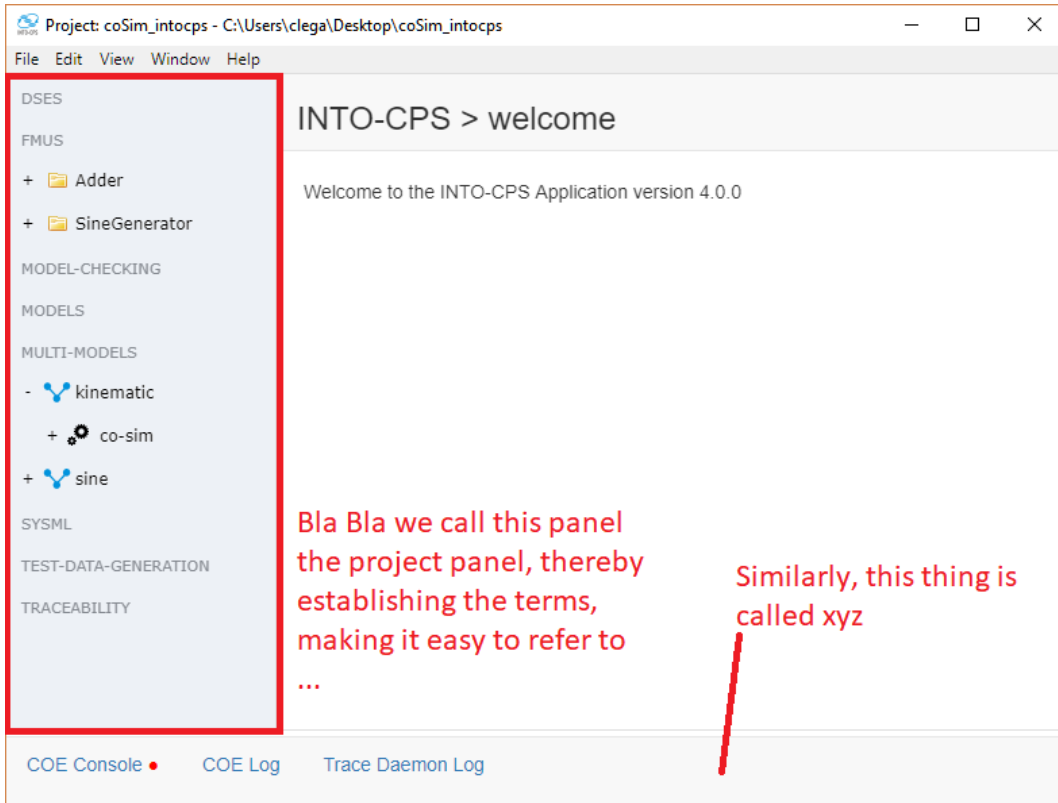 Project: coSim_intocps - C:\Users\clega\Desktop\coSim_intocps
File Edit View Window Help
DSES
FMUS
+ Adder
+ SineGenerator
MODEL-CHECKING
MODELS
MULTI-MODELS
- kinematic
+ co-sim
+ sine
SYSML
TEST-DATA-GENERATION
TRACEABILITY
INTO-CPS > welcome
Welcome to the INTO-CPS Application version 4.0.0
Bla Bla we call this panel
the project panel, thereby
establishing the terms,
making it easy to refer to
...
Similarly, this thing is
called xyz
COE Console COE Log Trace Daemon Log